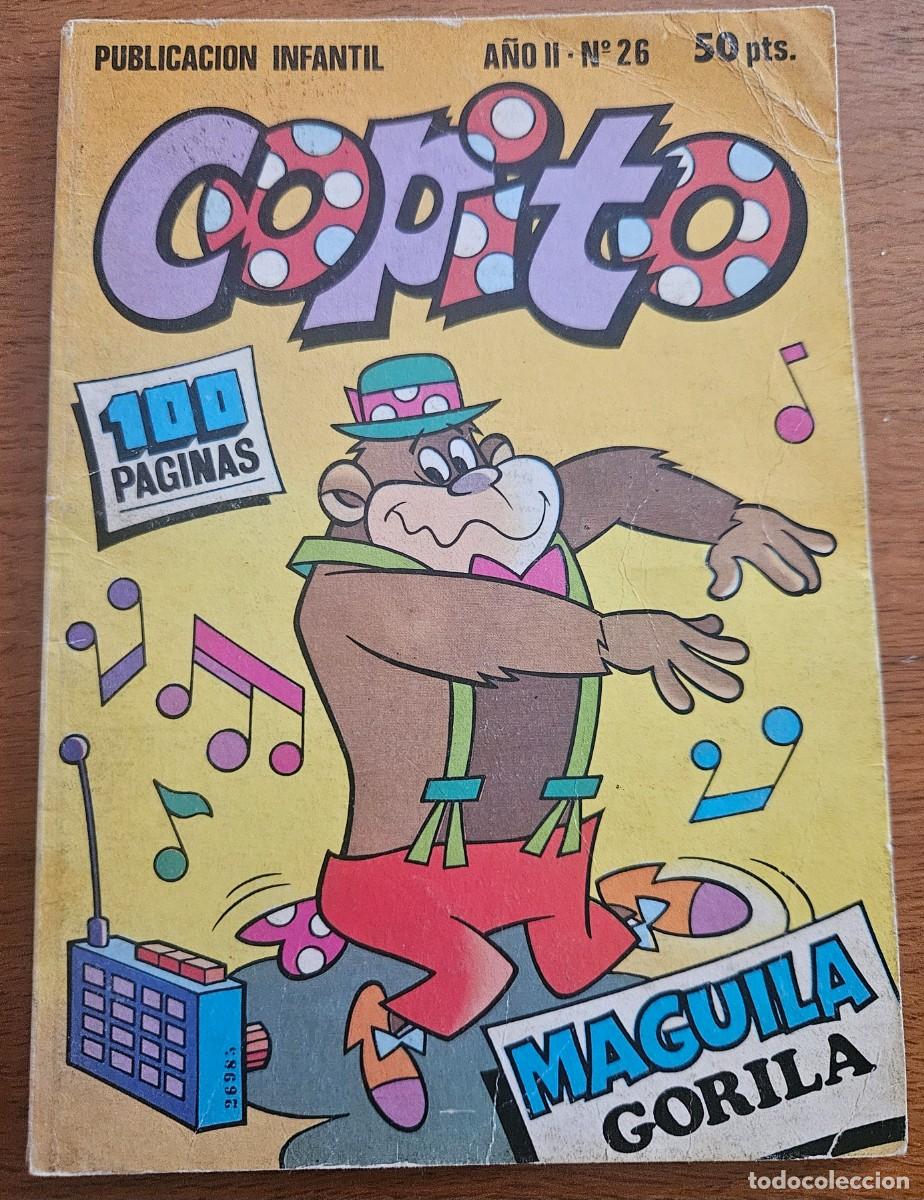 PUBLICACION INFANTIL AÑO II · Nº 26 50 pts.
Copito
100
PAGINAS
26985
MAGUILA
GORILA
todocoleccion